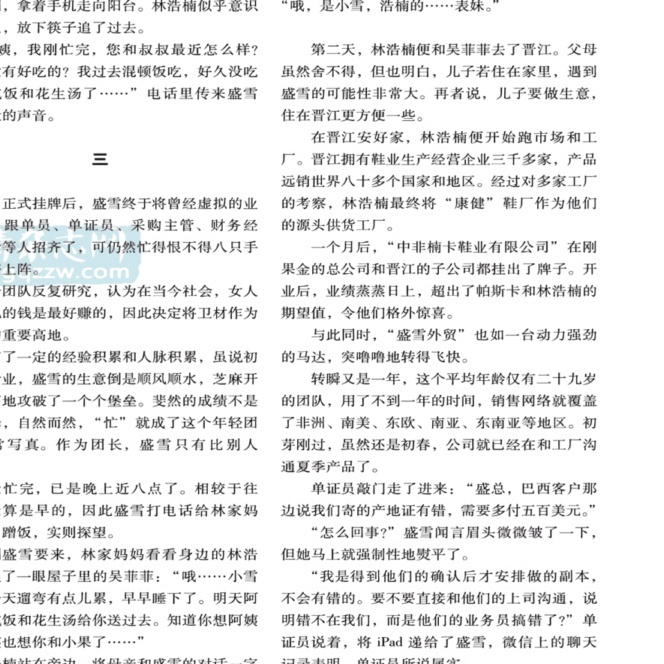 ，拿着手机走向阳台。林浩楠似乎意识
，放下筷子追了过去。
姨，我刚忙完，您和叔叔最近怎么样？
有好吃的？我过去混顿饭吃，好久没吃
饭和花生汤了……”电话里传来盛雪
的声音。
三
正式挂牌后，盛雪终于将曾经虚拟的业
跟单员、单证员、采购主管、财务经
等人招齐了，可仍然忙得恨不得八只手
上阵。
团队反复研究，认为在当今社会，女人
的钱是最好赚的，因此决定将卫材作为
重要高地。
了一定的经验积累和人脉积累，虽说初
业，盛雪的生意倒是顺风顺水，芝麻开
地攻破了一个个堡垒。斐然的成绩不是
，自然而然，“忙”就成了这个年轻团
写真。作为团长，盛雪只有比别人
忙完，已是晚上近八点了。相较于往
算是早的，因此盛雪打电话给林家妈
蹭饭，实则探望。
盛雪要来，林家妈妈看看身边的林浩
了一眼屋子里的吴菲菲：“哦……小雪
天遛弯有点儿累，早早睡下了。明天阿
饭和花生汤给你送过去。知道你想阿姨
也想你和小果了……”
楠站在旁边，将母亲和盛雪的对话一字
“哦，是小雪，浩楠的……表妹。”
第二天，林浩楠便和吴菲菲去了晋江。父母
虽然舍不得，但也明白，儿子若住在家里，遇到
盛雪的可能性非常大。再者说，儿子要做生意，
住在晋江更方便一些。
在晋江安好家，林浩楠便开始跑市场和工
厂。晋江拥有鞋业生产经营企业三千多家，产品
远销世界八十多个国家和地区。经过对多家工厂
的考察，林浩楠最终将“康健”鞋厂作为他们
的源头供货工厂。
一个月后，“中非楠卡鞋业有限公司”在刚
果金的总公司和晋江的子公司都挂出了牌子。开
业后，业绩蒸蒸日上，超出了帕斯卡和林浩楠的
期望值，令他们格外惊喜。
与此同时，“盛雪外贸”也如一台动力强劲
的马达，突噜噜地转得飞快。
转瞬又是一年，这个平均年龄仅有二十九岁
的团队，用了不到一年的时间，销售网络就覆盖
了非洲、南美、东欧、南亚、东南亚等地区。初
芽刚过，虽然还是初春，公司就已经在和工厂沟
通夏季产品了。
单证员敲门走了进来：“盛总，巴西客户那
边说我们寄的产地证有错，需要多付五百美元。”
“怎么回事？”盛雪闻言眉头微微皱了一下，
但她马上就强制性地熨平了。
“我是得到他们的确认后才安排做的副本，
不会有错的。要不要直接和他们的上司沟通，说
明错不在我们，而是他们的业务员搞错了？”单
证员说着，将 iPad 递给了盛雪，微信上的聊天
记录表明，单证员所说属实。